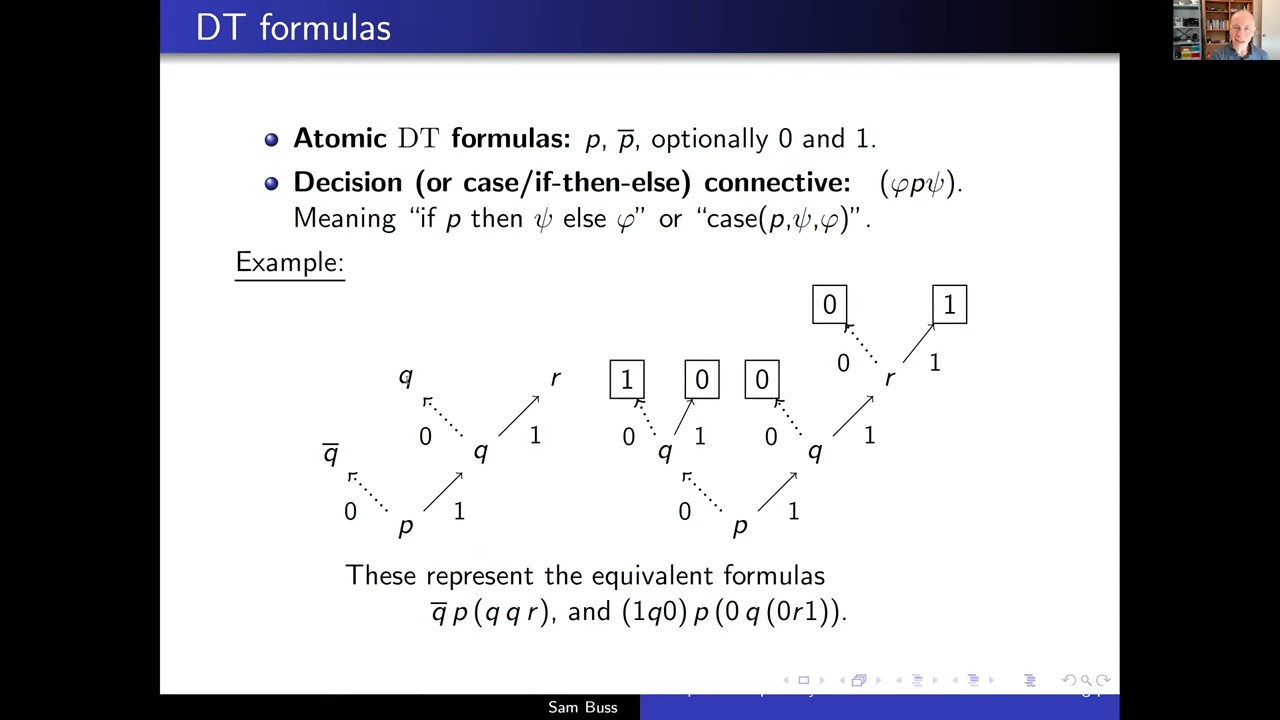 DT formulas
Atomic DT formulas: p, p̅, optionally 0 and 1.
Decision (or case/if-then-else) connective: (φpψ).
Meaning “if p then ψ else φ” or “case(p,ψ,φ)”.
Example:
0 1
0 r 1
q r 1 0 0
0 q 1 0 q 1 0 q 1
q̅
0 p 1 0 p 1
These represent the equivalent formulas
q̅ p (q q r), and (1q0) p (0 q (0r1)).
Sam Buss